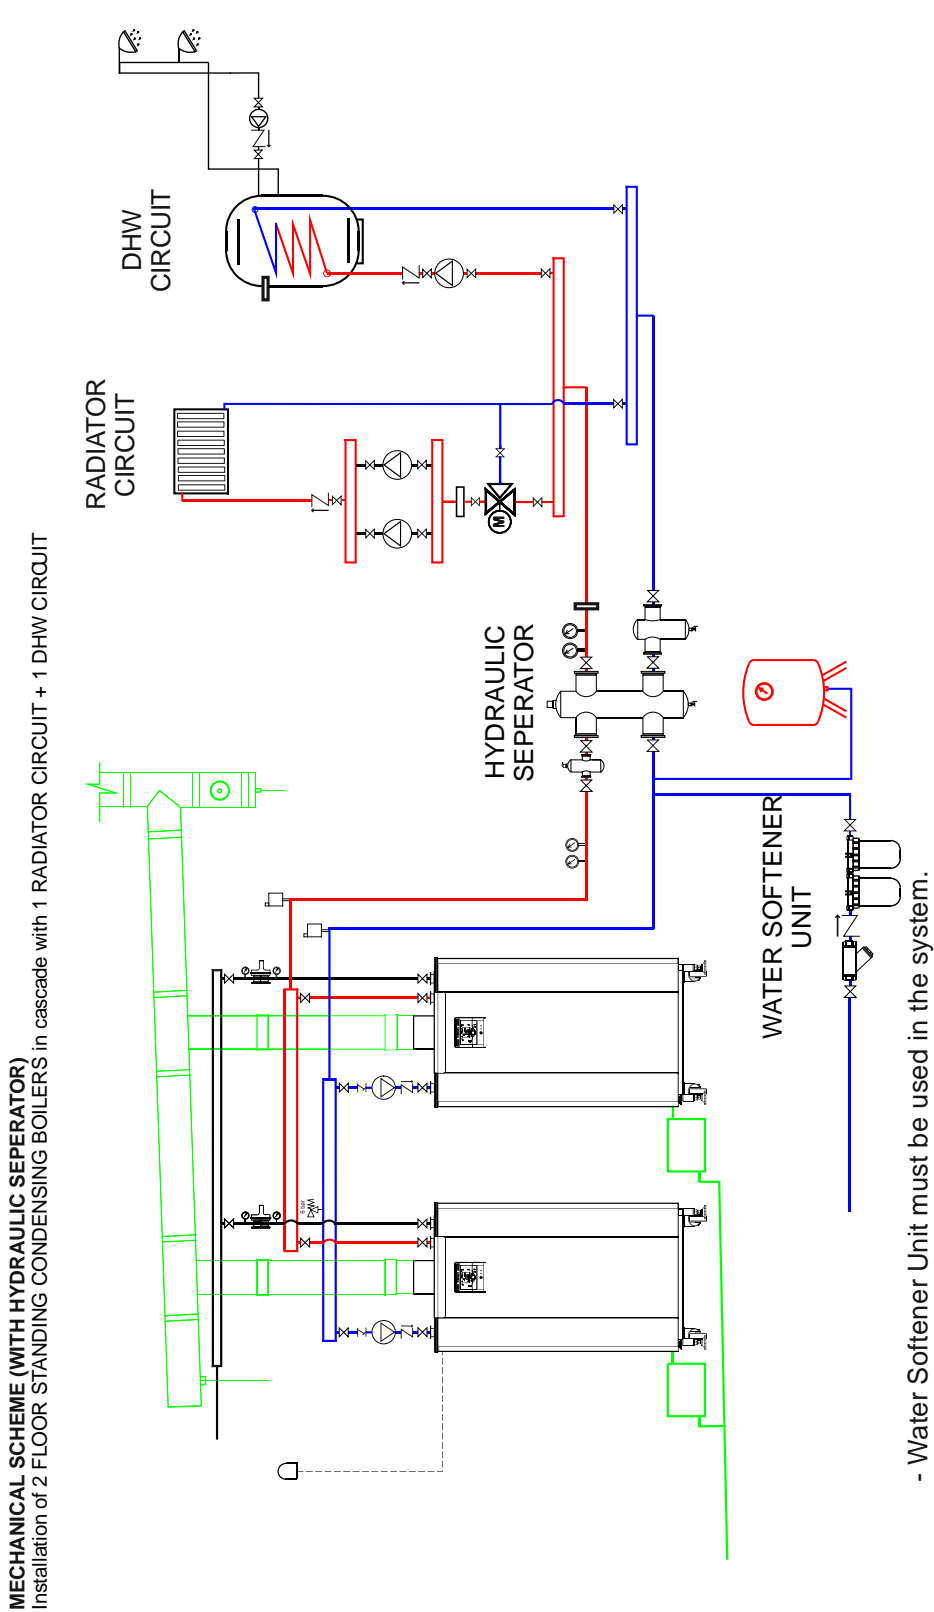 MECHANICAL SCHEME (WITH HYDRAULIC SEPERATOR)
Installation of 2 FLOOR STANDING CONDENSING BOILERS in cascade with 1 RADIATOR CIRCUIT + 1 DHW CIRCUIT
RADIATOR
CIRCUIT
DHW
CIRCUIT
M
HYDRAULIC
SEPERATOR
6 bar
WATER SOFTENER
UNIT
- Water Softener Unit must be used in the system.